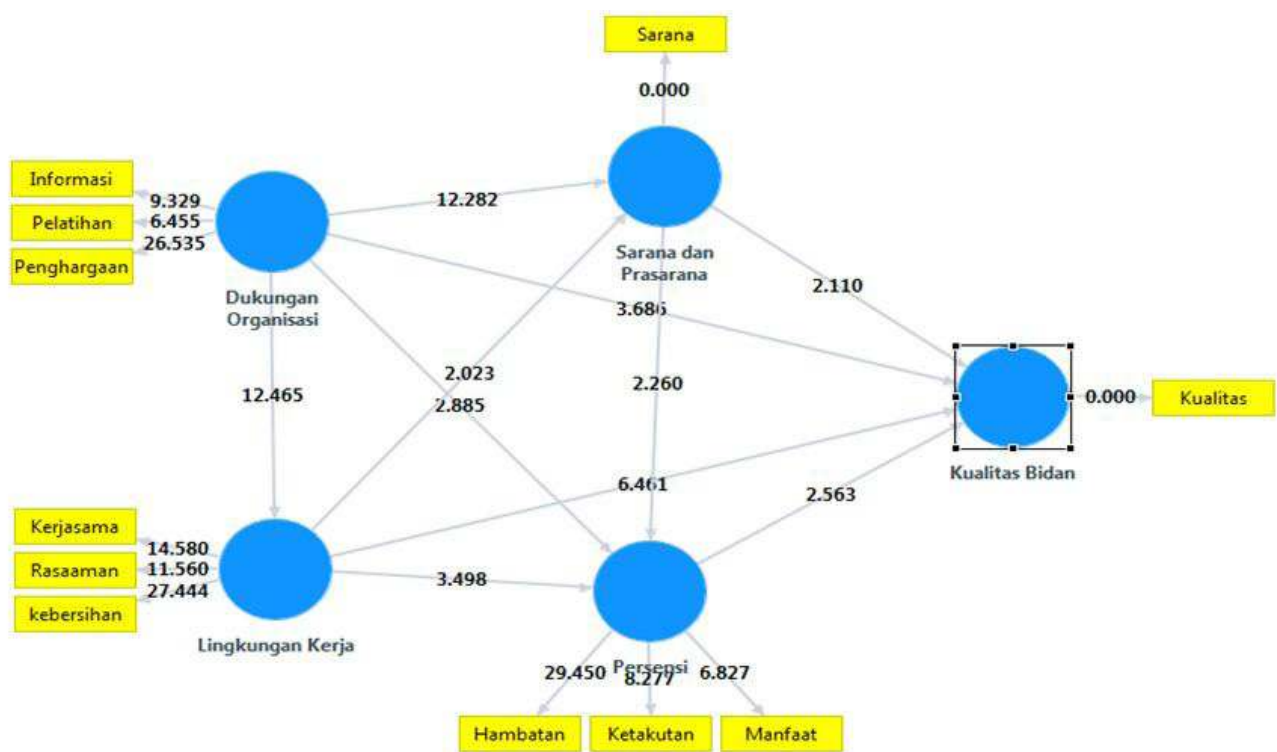 Sarana
0.000
Informasi
9.329
12.282
Pelatihan
6.455
Penghargaan
26.535
Sarana dan
Prasarana
Dukungan
Organisasi
2.110
3.686
2.023
2.260
12.465
2.885
0.000
Kualitas
Kualitas Bidan
6.461
2.563
Kerjasama
14.580
Rasaaman
11.560
3.498
kebersihan
27.444
Lingkungan Kerja
Persepsi
29.450
8.277
6.827
Hambatan
Ketakutan
Manfaat